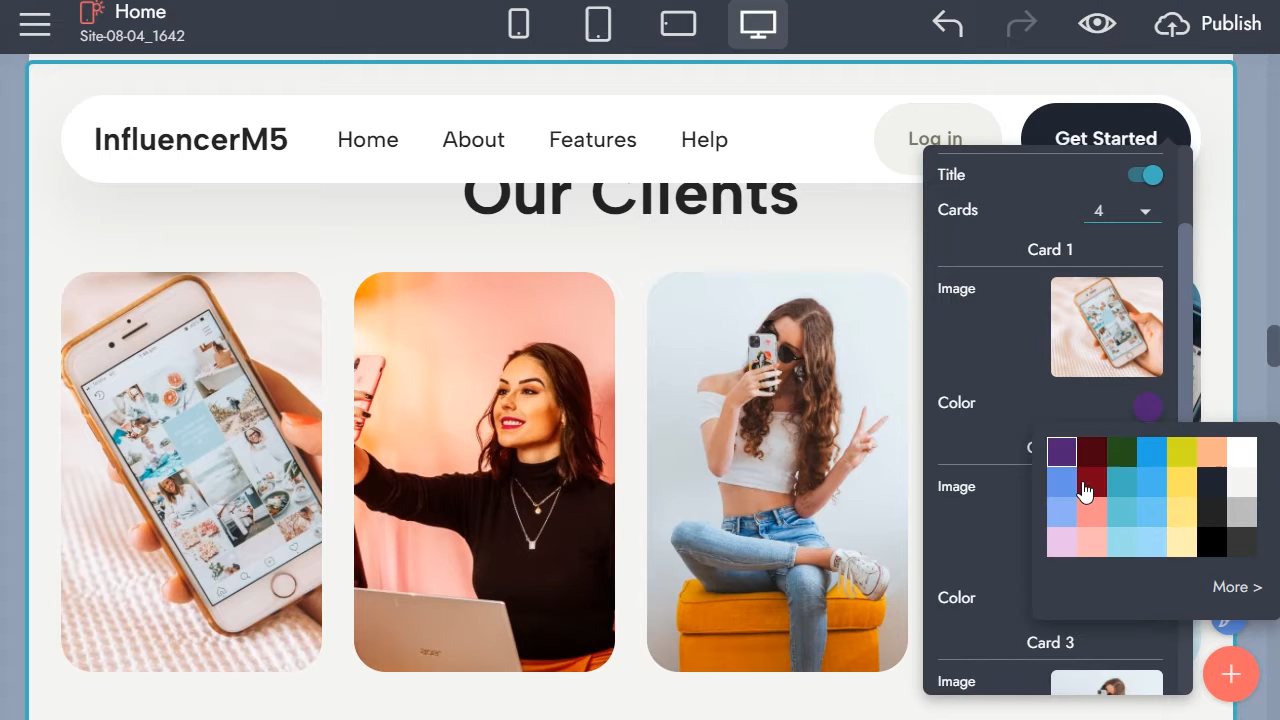 Home
Site-08-04_1642
Publish
InfluencerM5
Home
About
Features
Help
Log in
Get Started
Our Clients
Title
Cards
4
Card 1
Image
Color
Image
More >
Color
Card 3
Image
acer